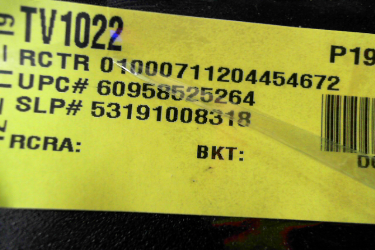 TV1022
P19
RCTR 01000711204454672
UPC# 60958525264
SLP# 53191008318
RCRA: BKT: